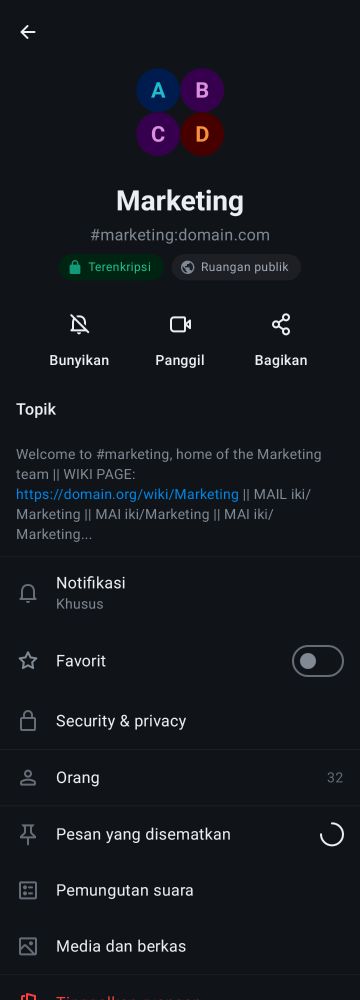 A B
C D
Marketing
#marketing:domain.com
Terenkripsi Ruangan publik
Bunyikan Panggil Bagikan
Topik
Welcome to #marketing, home of the Marketing
team || WIKI PAGE:
https://domain.org/wiki/Marketing || MAIL iki/
Marketing || MAI iki/Marketing || MAI iki/
Marketing...
Notifikasi
Khusus
Favorit
Security & privacy
Orang 32
Pesan yang disematkan
Pemungutan suara
Media dan berkas